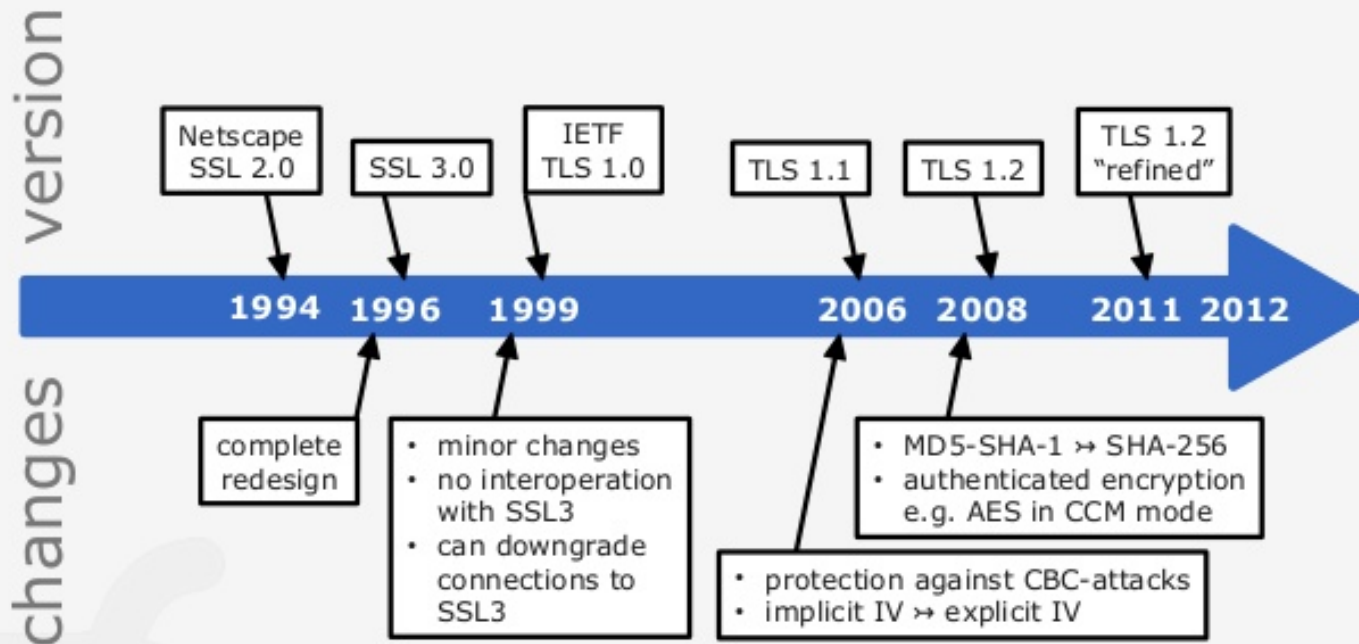 version
Netscape
SSL 2.0
SSL 3.0
IETF
TLS 1.0
TLS 1.1
TLS 1.2
TLS 1.2
“refined”
1994
1996
1999
2006
2008
2011
2012
changes
complete
redesign
• minor changes
• no interoperation
with SSL3
• can downgrade
connections to
SSL3
• protection against CBC-attacks
• implicit IV ↣ explicit IV
• MD5-SHA-1 ↣ SHA-256
• authenticated encryption
e.g. AES in CCM mode